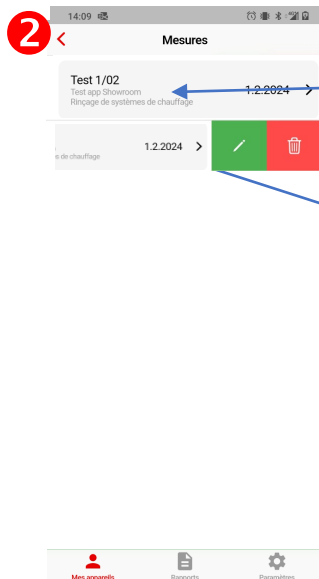 2
14:09
Mesures
Test 1/02
Test app Showroom
1.2.2024
Rinçage de systèmes de chauffage
1.2.2024
e de chauffage
Mes appareils
Rapports
Paramètres